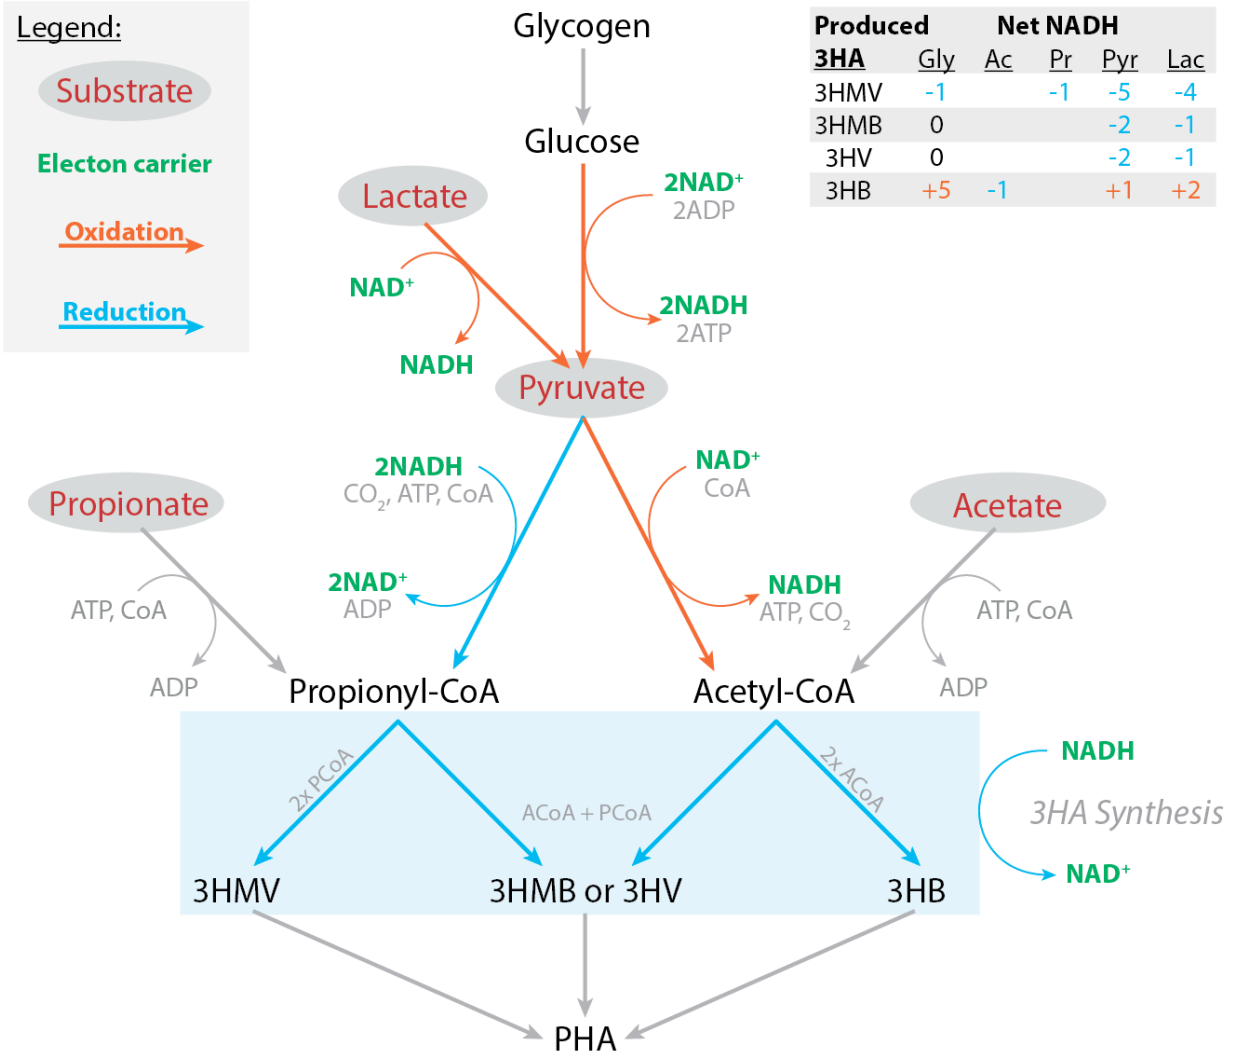 Legend:
Substrate
Electon carrier
Oxidation
Reduction
Glycogen
Glucose
Produced Net NADH
3HA Gly Ac Pr Pyr Lac
3HMV -1 -1 -5 -4
3HMB 0 -2 -1
3HV 0 -2 -1
3HB +5 -1 +1 +2
Lactate
2NAD⁺
2ADP
NAD⁺
2NADH
2ATP
NADH
Pyruvate
2NADH
CO₂, ATP, CoA
NAD⁺
CoA
Propionate
Acetate
2NAD⁺
ADP
NADH
ATP, CO₂
ATP, CoA
ATP, CoA
ADP
ADP
Propionyl-CoA
Acetyl-CoA
2x PCoA
ACoA + PCoA
2x ACoA
NADH
3HA Synthesis
NAD⁺
3HMV
3HMB or 3HV
3HB
PHA